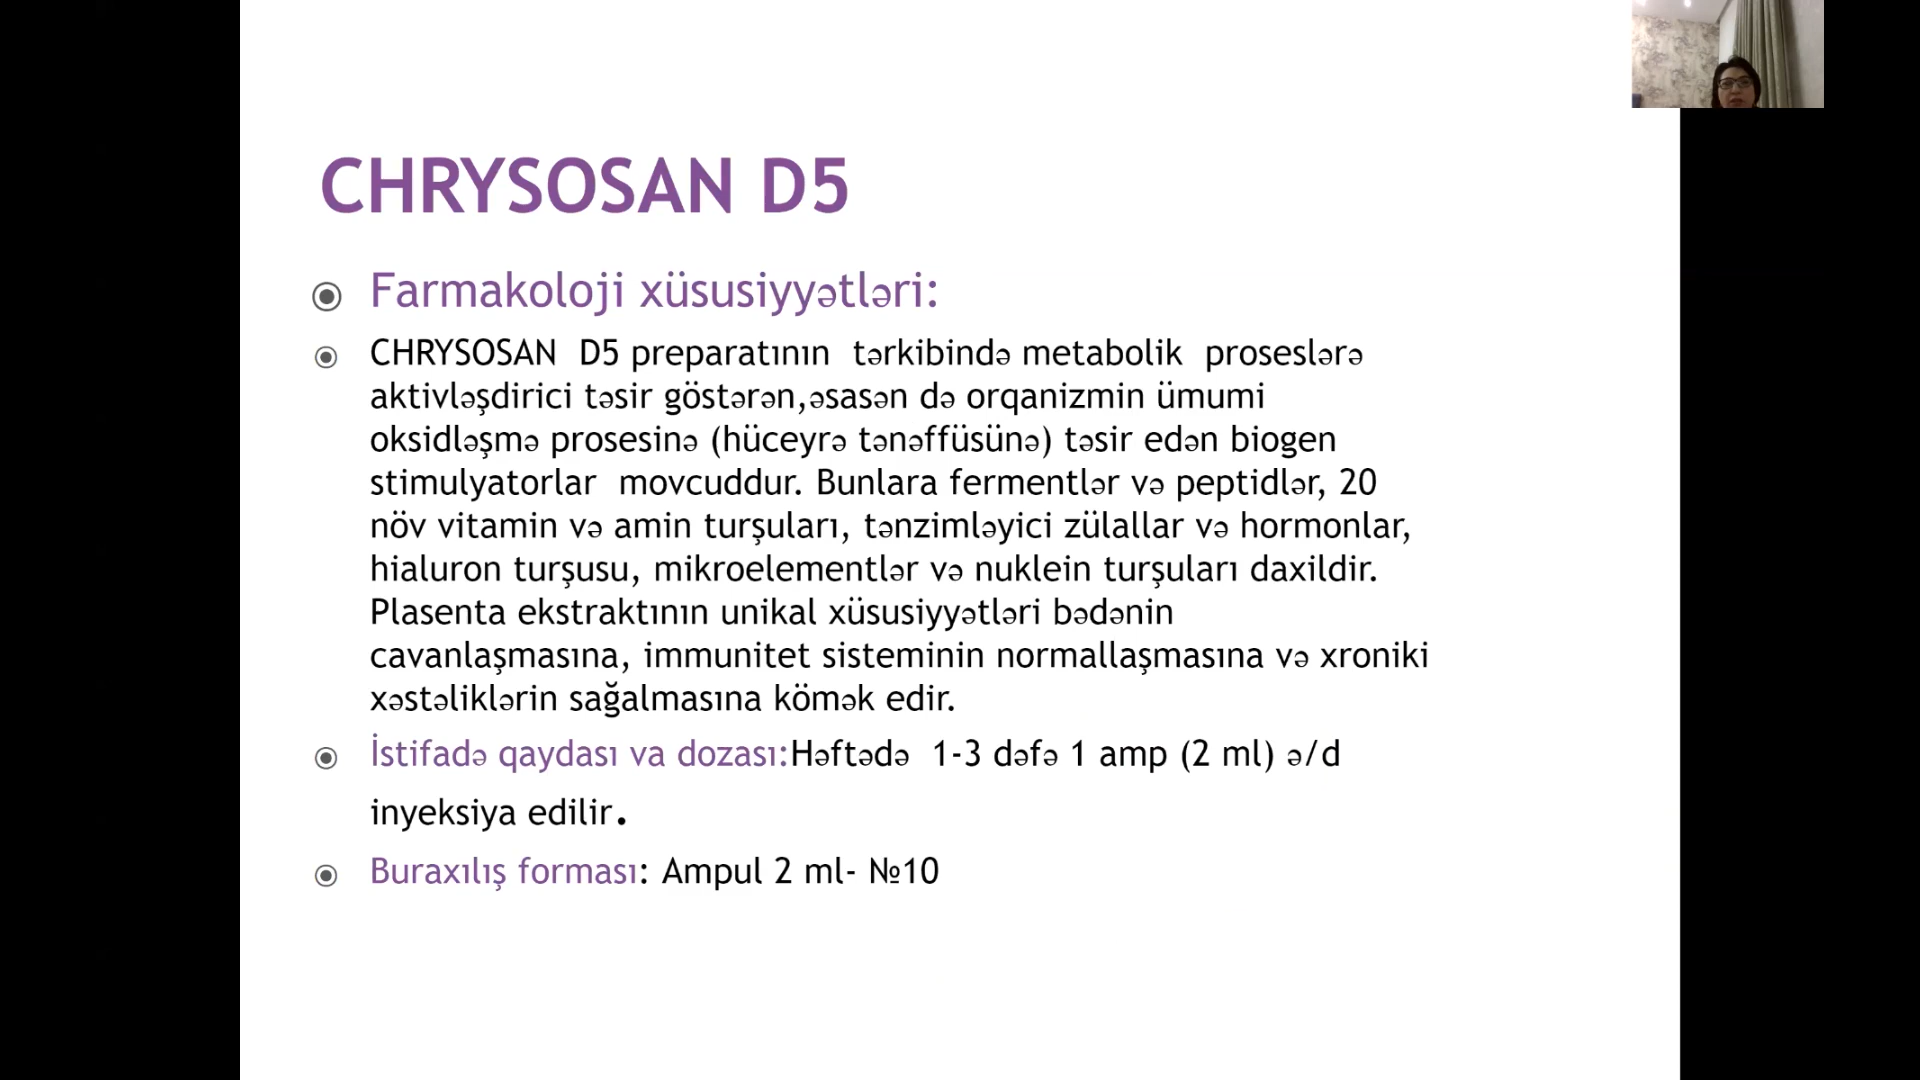 CHRYSOSAN D5
Farmakoloji xüsusiyyətləri:
CHRYSOSAN D5 preparatının tərkibində metabolik proseslərə
aktivləşdirici təsir göstərən,əsasən də orqanizmin ümumi
oksidləşmə prosesinə (hüceyrə tənəffüsünə) təsir edən biogen
stimulyatorlar movcuddur. Bunlara fermentlər və peptidlər, 20
növ vitamin və amin turşuları, tənzimləyici zülallar və hormonlar,
hialuron turşusu, mikroelementlər və nuklein turşuları daxildir.
Plasenta ekstraktının unikal xüsusiyyətləri bədənin
cavanlaşmasına, immunitet sisteminin normallaşmasına və xroniki
xəstəliklərin sağalmasına kömək edir.
İstifadə qaydası va dozası:Həftədə 1-3 dəfə 1 amp (2 ml) ə/d
inyeksiya edilir.
Buraxılış forması: Ampul 2 ml- №10